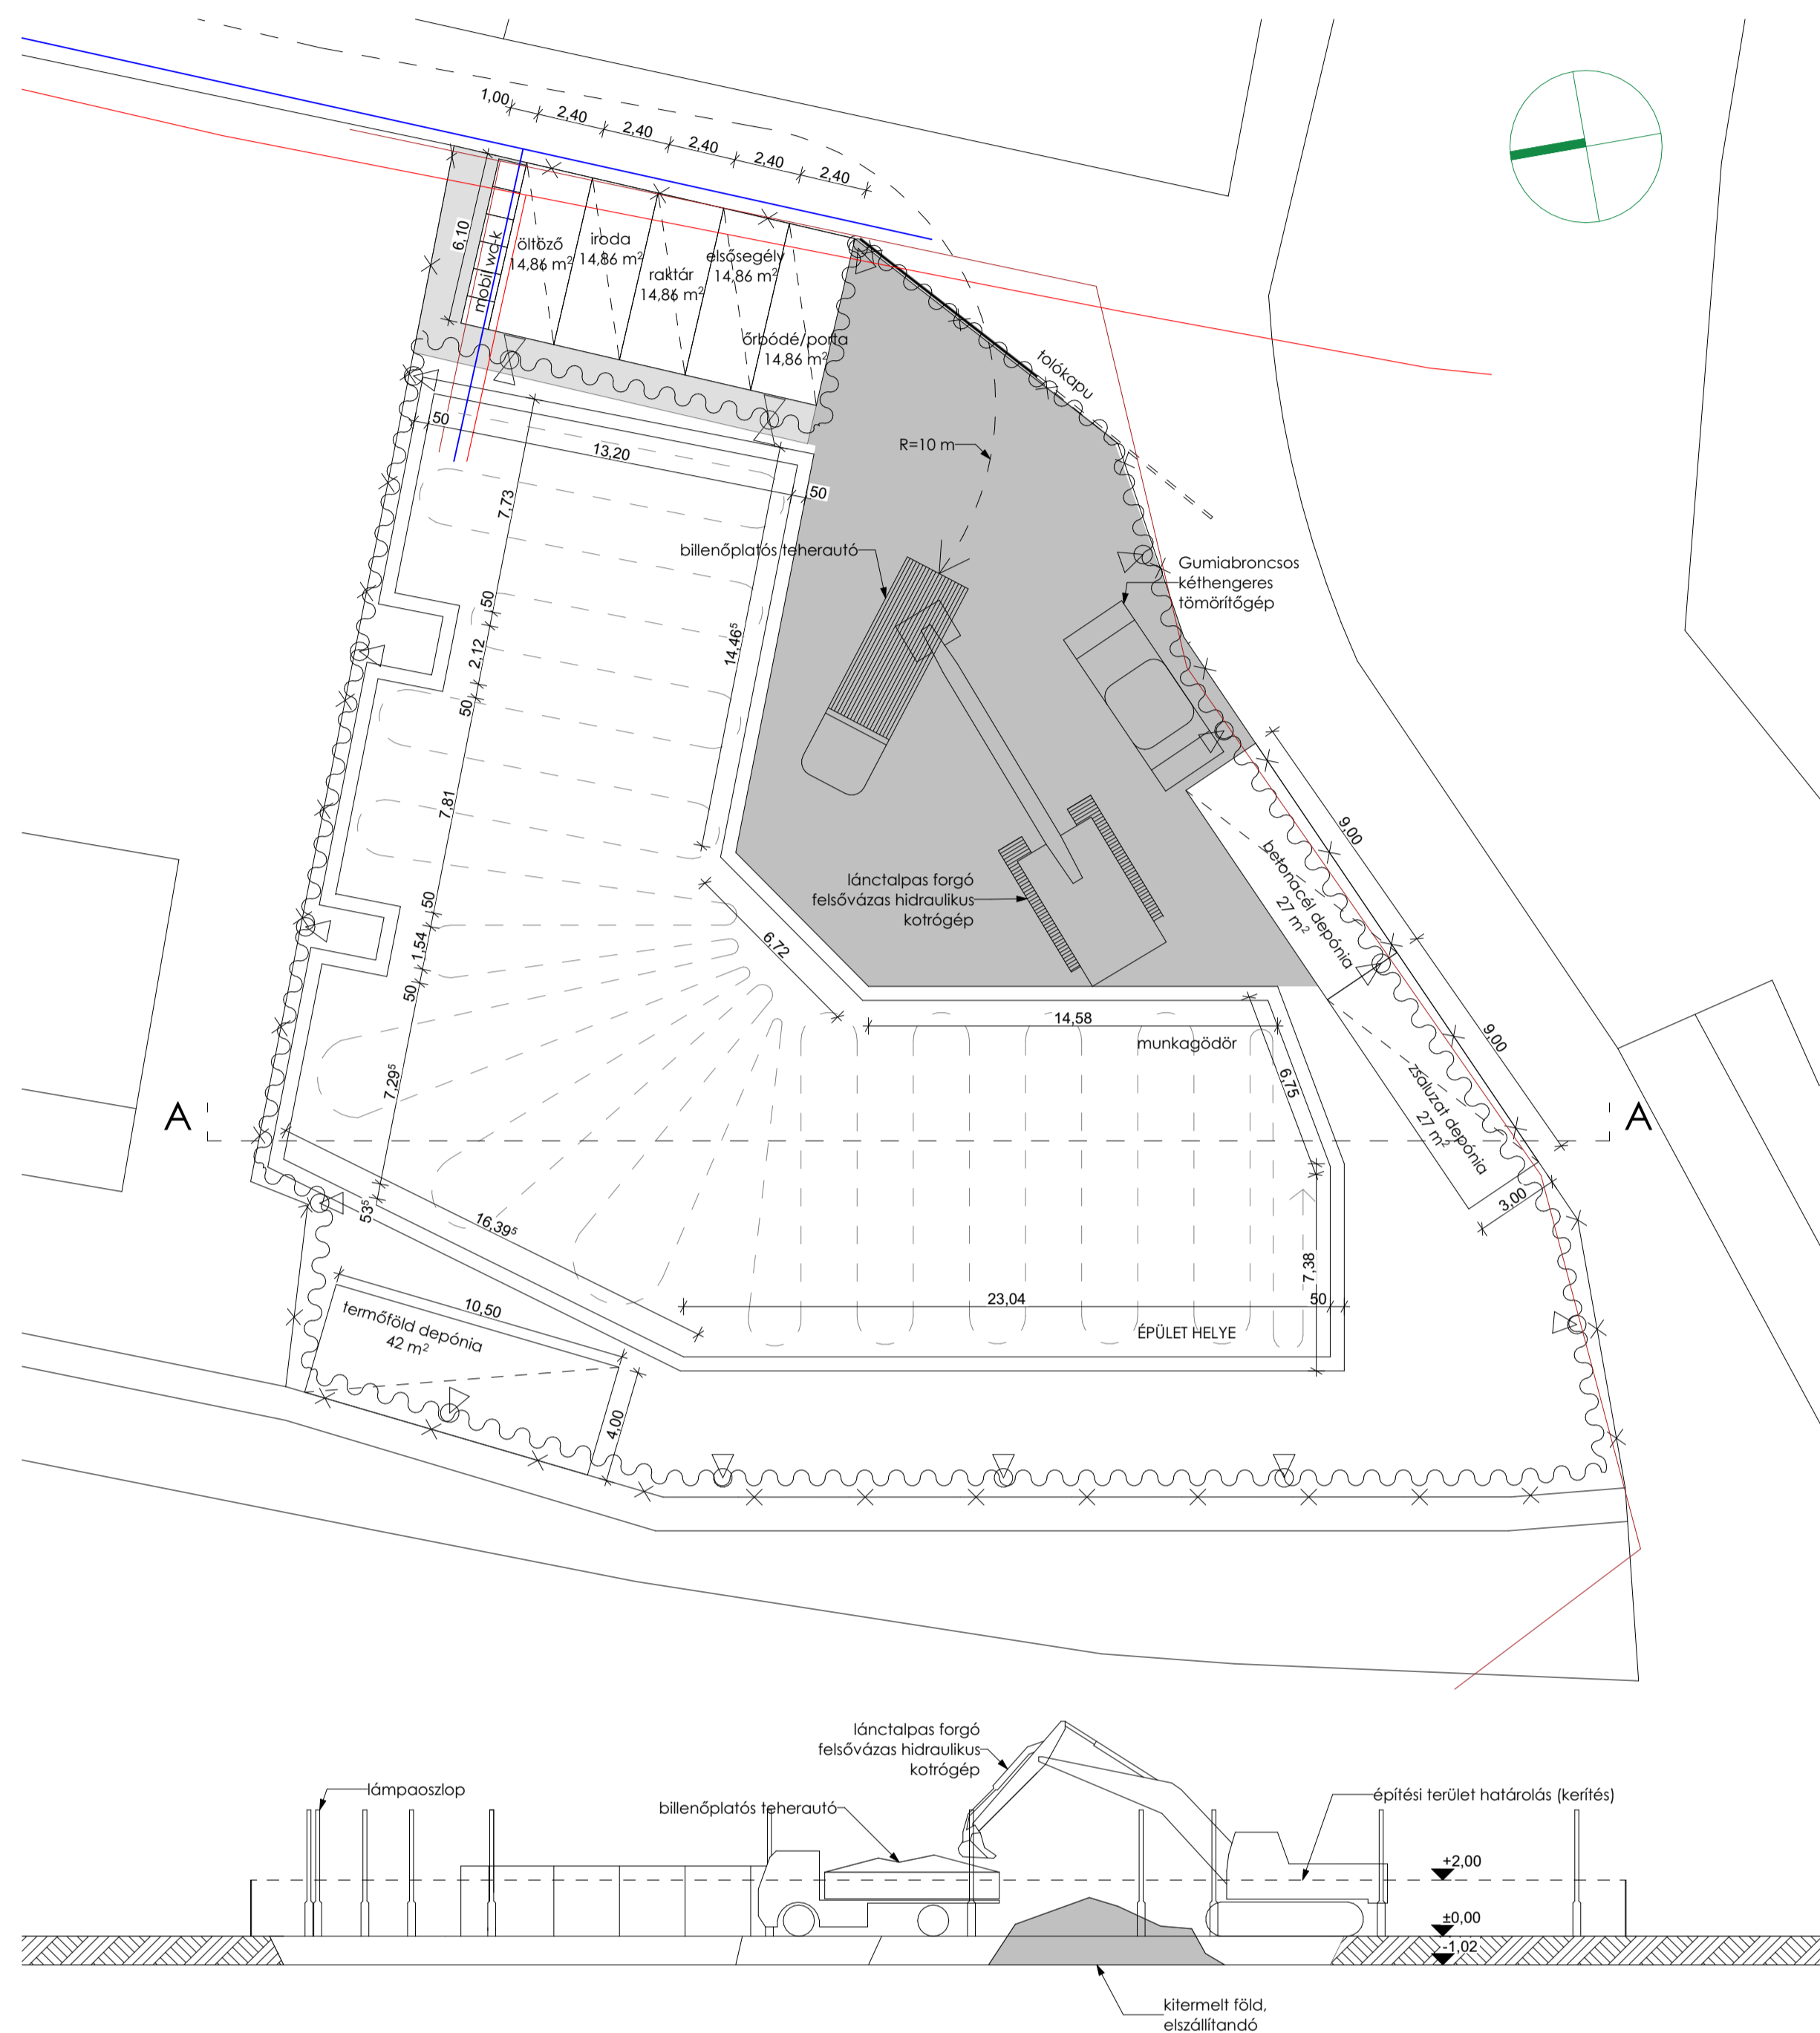 1,00
2,40
2,40
2,40
2,40
2,40
6,10
mobil wc-k
öltöző
14,86 m²
iroda
14,86 m²
raktár
14,86 m²
elsősegély
14,86 m²
őrbódé/porta
14,86 m²
tolókapu
R=10 m
50
13,20
50
7,73
billenőplatós teherautó
Gumiabroncsos
kéthengeres
tömörítőgép
50
2,12
50
14,46⁵
7,81
9,00
betonacél depónia
27 m²
lánctalpas forgó
felsővázas hidraulikus
kotrógép
50
1,54
50
6,72
14,58
munkagödör
6,75
9,00
zsaluzat depónia
27 m²
7,29⁵
A
A
3,00
53⁵
16,39⁵
7,38
23,04
50
ÉPÜLET HELYE
10,50
termőföld depónia
42 m²
4,00
lánctalpas forgó
felsővázas hidraulikus
kotrógép
lámpaoszlop
billenőplatós teherautó
építési terület határolás (kerítés)
+2,00
±0,00
-1,02
kitermelt föld,
elszállítandó